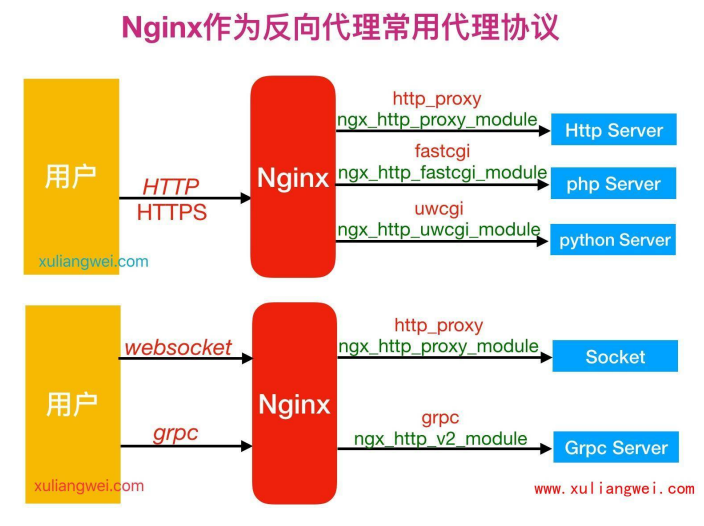 Nginx作为反向代理常用代理协议
用户
xuliangwei.com
HTTP
HTTPS
Nginx
http_proxy
ngx_http_proxy_module
Http Server
fastcgi
ngx_http_fastcgi_module
php Server
uwcgi
ngx_http_uwcgi_module
python Server
用户
xuliangwei.com
websocket
grpc
Nginx
http_proxy
ngx_http_proxy_module
Socket
grpc
ngx_http_v2_module
Grpc Server
www.xuliangwei.com